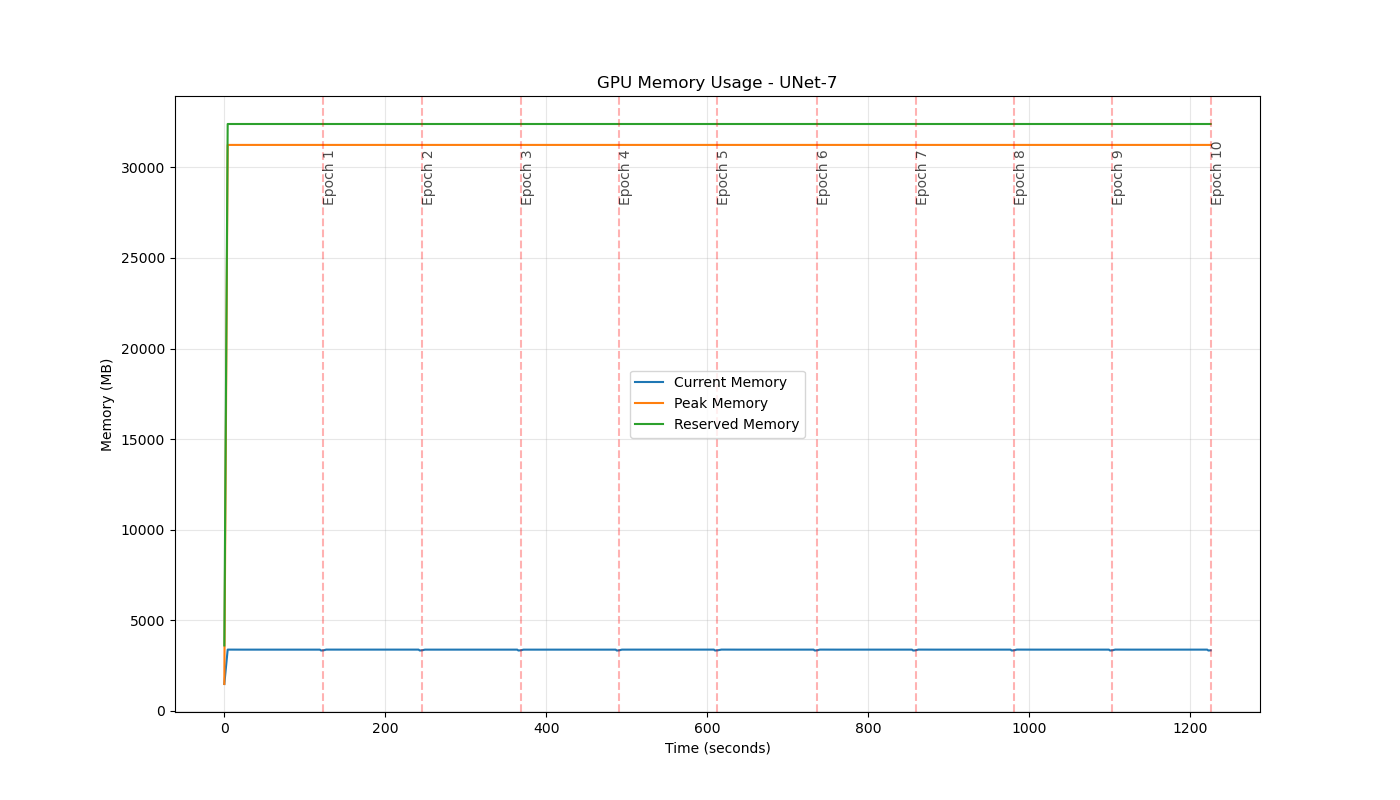 GPU Memory Usage - UNet-7
Memory (MB)
30000
25000
20000
15000
10000
5000
0
Epoch 1
Epoch 2
Epoch 3
Epoch 4
Epoch 5
Epoch 6
Epoch 7
Epoch 8
Epoch 9
Epoch 10
Current Memory
Peak Memory
Reserved Memory
0 200 400 600 800 1000 1200
Time (seconds)